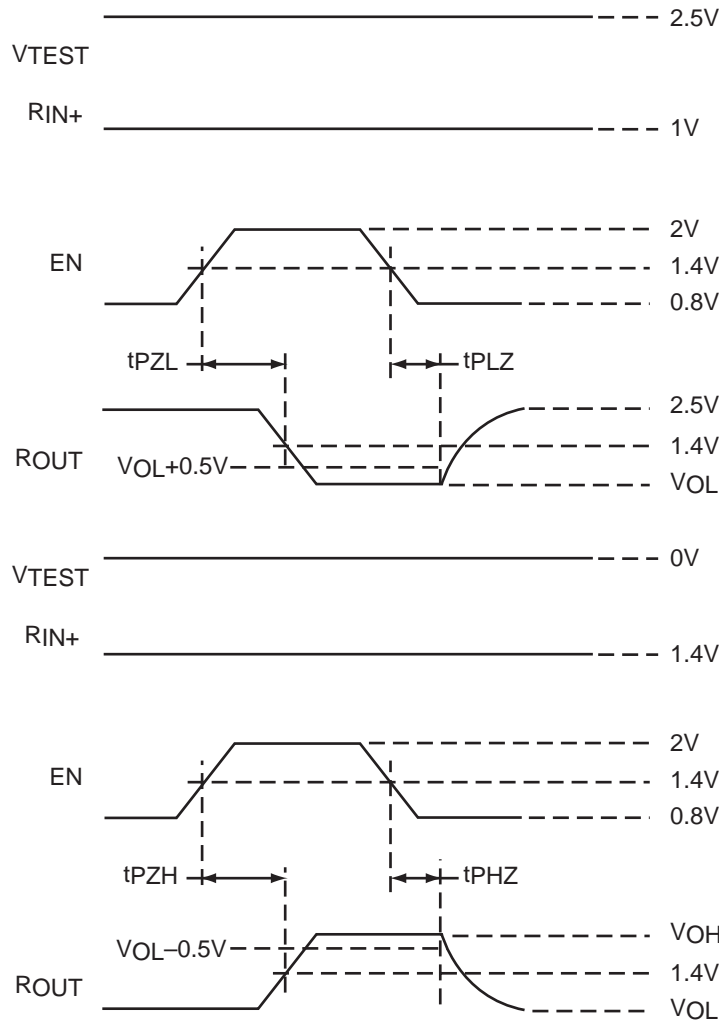 2.5V
VTEST
RIN+
1V
2V
EN
1.4V
0.8V
tPZL
tPLZ
2.5V
1.4V
ROUT
VOL+0.5V
VOL
0V
VTEST
RIN+
1.4V
2V
EN
1.4V
0.8V
tPZH
tPHZ
VOH
VOL–0.5V
1.4V
ROUT
VOL